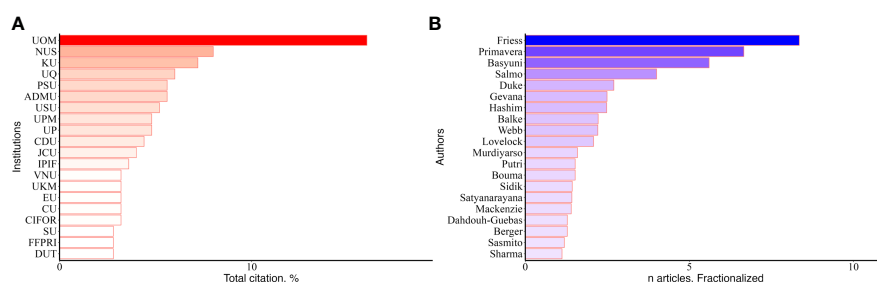 A
UOM
NUS
KU
UQ
PSU
ADMU
USU
UPM
UP
CDU
JCU
IPIF
VNU
UKM
EU
CU
CIFOR
SU
FFPRI
DUT
Institutions
0 10
Total citation. %
B
Friess
Primavera
Basyuni
Salmo
Duke
Gevana
Hashim
Balke
Webb
Lovelock
Murdiyarso
Putri
Bouma
Sidik
Satyanarayana
Mackenzie
Dahdouh-Guebas
Berger
Sasmito
Sharma
Authors
0 5 10
n articles. Fractionalized